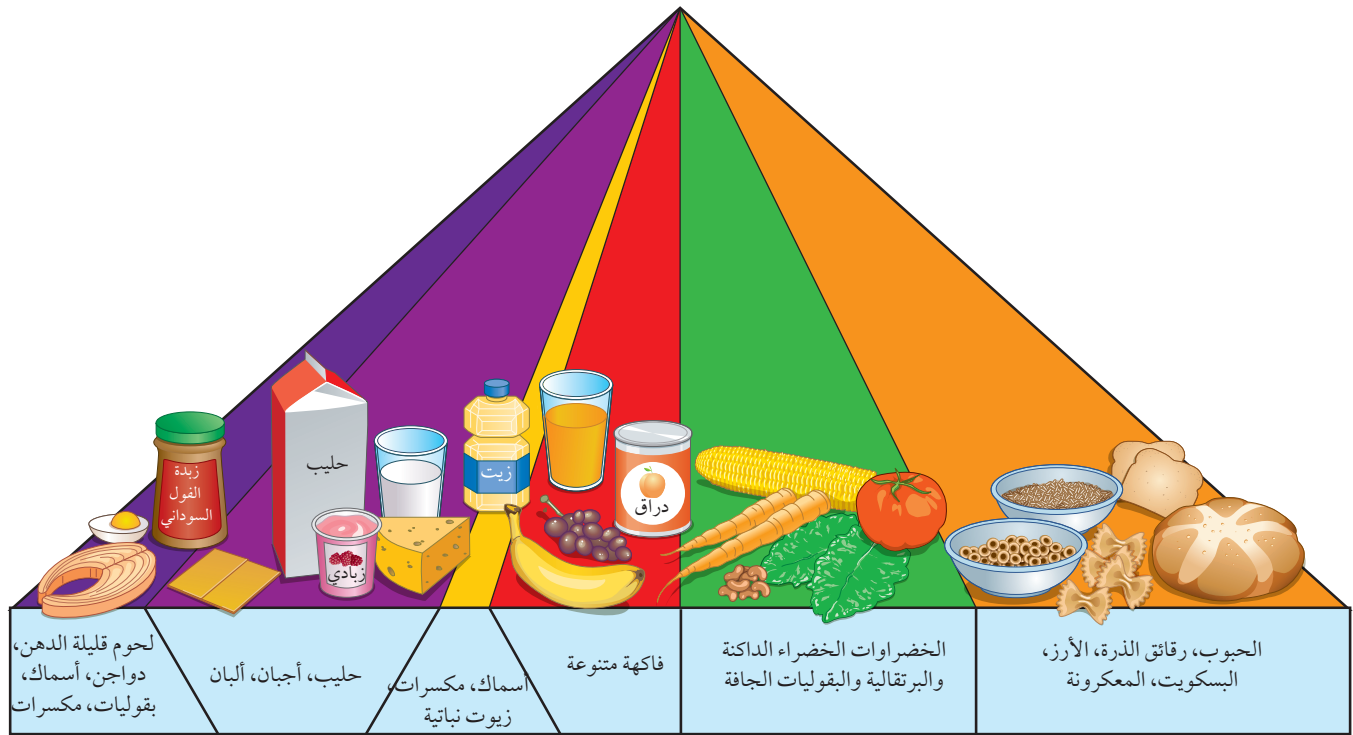 زبدة
الفول
السوداني
حليب
زبادي
زيت
دراق
الحبوب، رقائق الذرة، الأرز،
البسكويت، المعكرونة
الخضراوات الخضراء الداكنة
والبرتقالية والبقوليات الجافة
فاكهة متنوعة
أسماك، مكسرات،
زيوت نباتية
حليب، أجبان، ألبان
لحوم قليلة الدهن،
دواجن، أسماك،
بقوليات، مكسرات